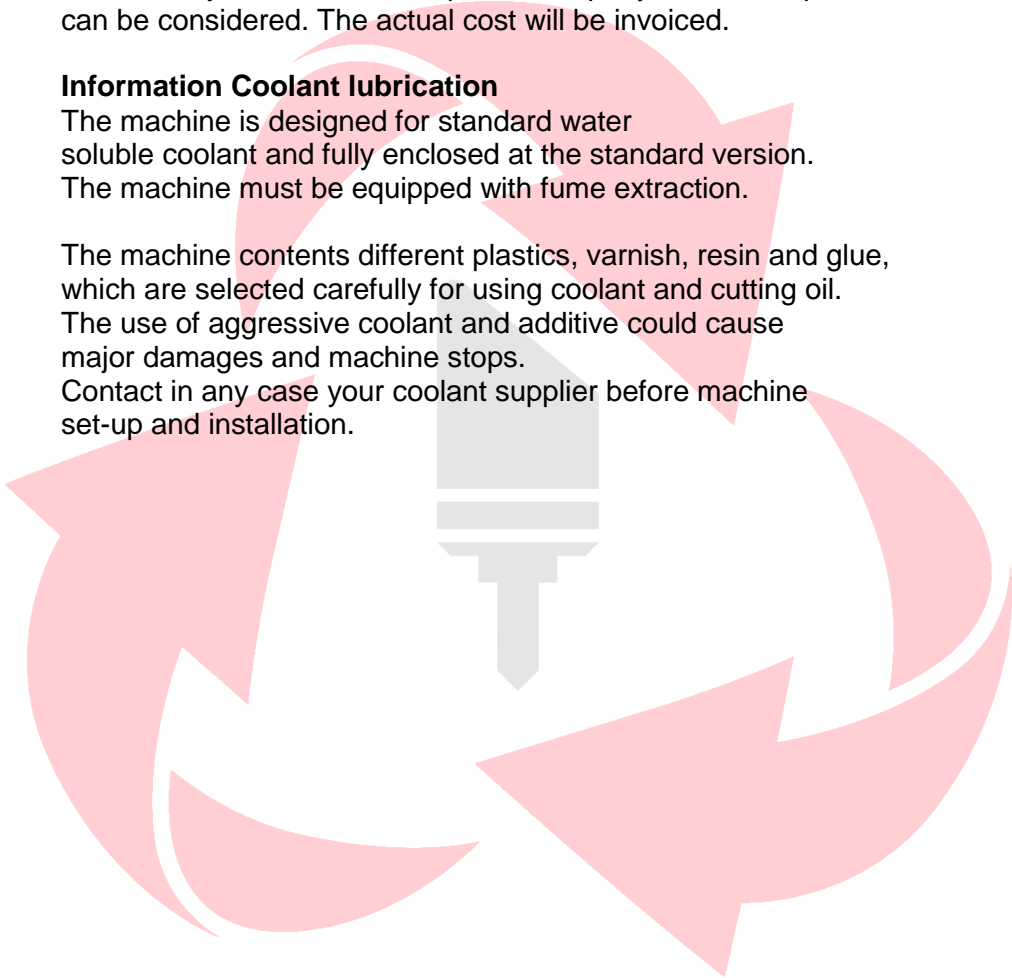 can be considered. The actual cost will be invoiced.
Information Coolant lubrication
The machine is designed for standard water
soluble coolant and fully enclosed at the standard version.
The machine must be equipped with fume extraction.
The machine contents different plastics, varnish, resin and glue,
which are selected carefully for using coolant and cutting oil.
The use of aggressive coolant and additive could cause
major damages and machine stops.
Contact in any case your coolant supplier before machine
set-up and installation.